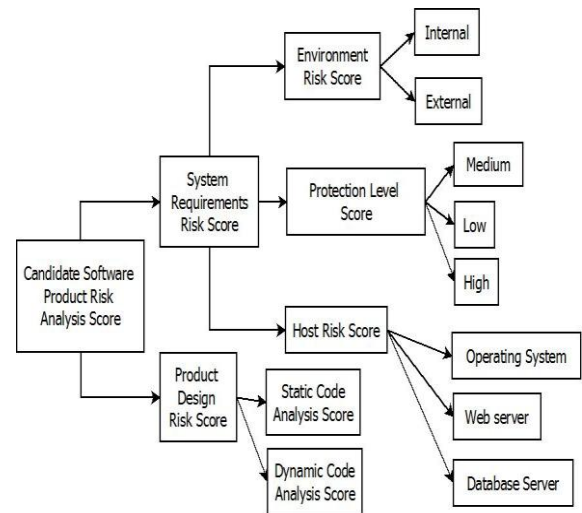 Internal
Environment
Risk Score
External
Medium
System
Requirements
Risk Score
Protection Level
Score
Low
High
Candidate Software
Product Risk
Analysis Score
Host Risk Score
Operating System
Product
Design
Risk Score
Static Code
Analysis Score
Web server
Dynamic Code
Analysis Score
Database Server